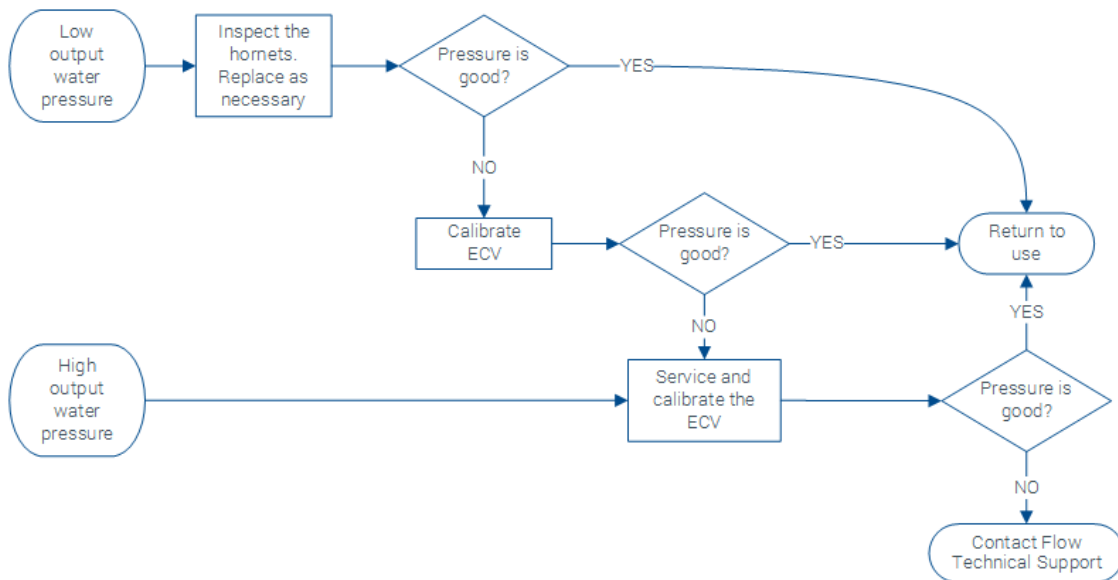 Low
output
water
pressure
Inspect the
hornets.
Replace as
necessary
Pressure is
good?
YES
NO
Calibrate
ECV
Pressure is
good?
YES
Return to
use
NO
YES
High
output
water
pressure
Service and
calibrate the
ECV
Pressure is
good?
NO
Contact Flow
Technical Support